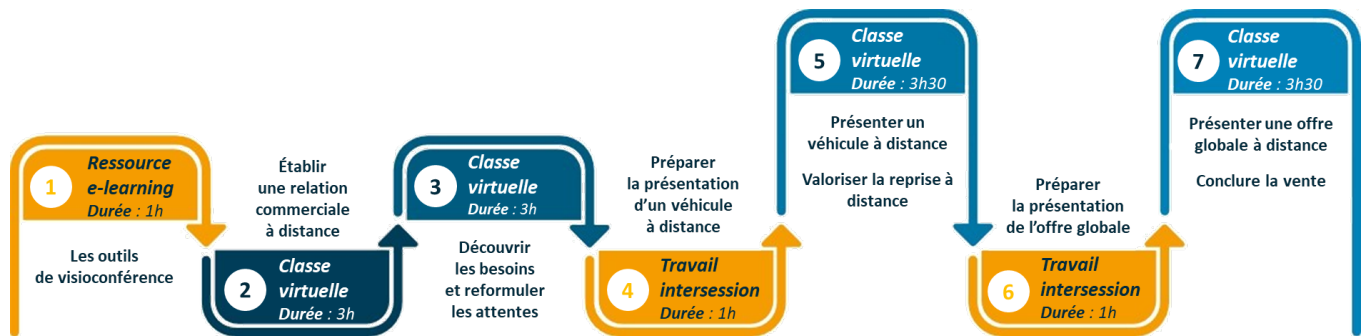 1
Ressource
e-learning
Durée : 1h
Les outils
de visioconférence
Établir
une relation
commerciale
à distance
2
Classe
virtuelle
Durée : 3h
3
Classe
virtuelle
Durée : 3h
Découvrir
les besoins
et reformuler
les attentes
Préparer
la présentation
d'un véhicule
à distance
4
Travail
intersession
Durée : 1h
5
Classe
virtuelle
Durée : 3h30
Présenter un
véhicule à distance
Valoriser la reprise à
distance
Préparer
la présentation
de l'offre globale
6
Travail
intersession
Durée : 1h
7
Classe
virtuelle
Durée : 3h30
Présenter une offre
globale à distance
Conclure la vente